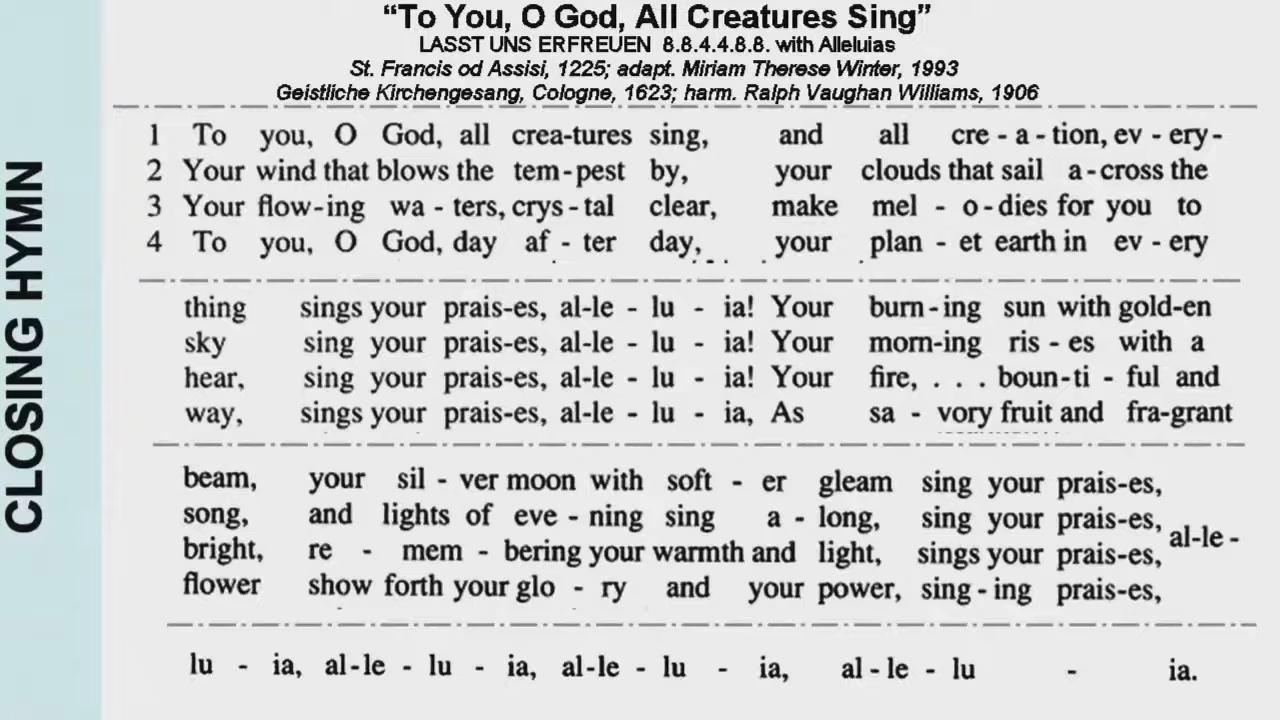 CLOSING HYMN
“To You, O God, All Creatures Sing”
LASST UNS ERFREUEN 8.8.4.4.8.8. with Alleluias
St. Francis od Assisi, 1225; adapt. Miriam Therese Winter, 1993
Geistliche Kirchengesang, Cologne, 1623; harm. Ralph Vaughan Williams, 1906
1 To you, O God, all crea-tures sing, and all cre - a - tion, ev - ery-
2 Your wind that blows the tem-pest by, your clouds that sail a-cross the
3 Your flow-ing wa - ters, crys - tal clear, make mel - o-dies for you to
4 To you, O God, day af - ter day, your plan - et earth in ev - ery
thing sings your prais-es, al-le - lu - ia! Your burn-ing sun with gold-en
sky sing your prais-es, al-le - lu - ia! Your morn-ing ris - es with a
hear, sing your prais-es, al-le - lu - ia! Your fire, . . . boun-ti - ful and
way, sings your prais-es, al-le - lu - ia, As sa - vory fruit and fra-grant
beam, your sil - ver moon with soft - er gleam sing your prais-es,
song, and lights of eve - ning sing a - long, sing your prais-es,
al-le -
bright, re - mem - bering your warmth and light, sings your prais-es,
flower show forth your glo - ry and your power, sing - ing prais-es,
lu - ia, al-le - lu - ia, al-le - lu - ia, al - le - lu - ia.